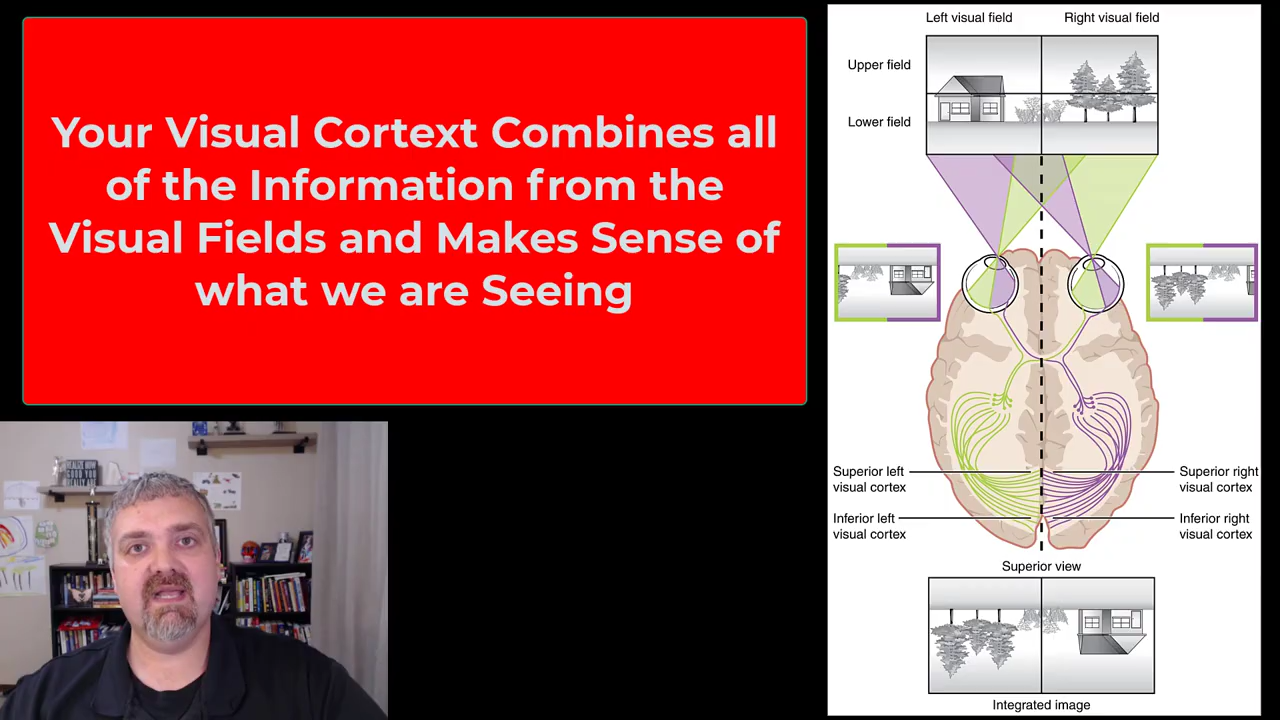 Your Visual Cortext Combines all
of the Information from the
Visual Fields and Makes Sense of
what we are Seeing
Left visual field
Right visual field
Upper field
Lower field
Superior left
visual cortex
Superior right
visual cortex
Inferior left
visual cortex
Inferior right
visual cortex
Superior view
Integrated image